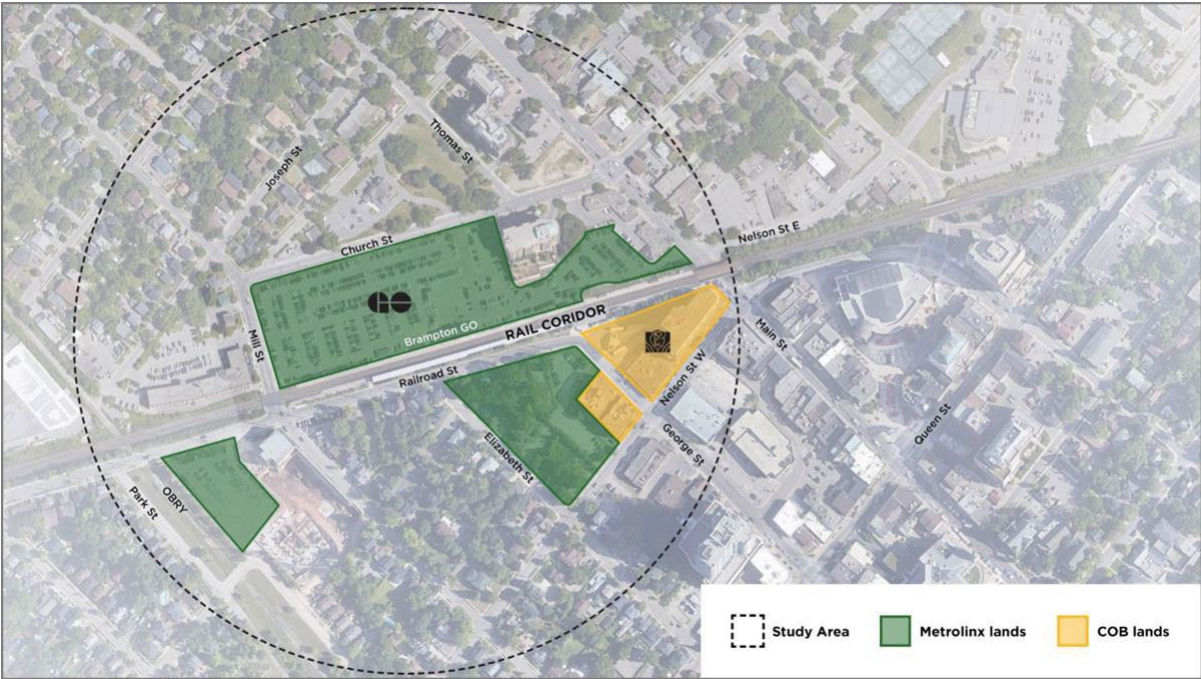 Thomas St
Joseph St
Church St
Nelson St E
GO
Brampton GO
RAIL CORIDOR
Mill St
Main St
Railroad St
Nelson St W
Queen St
Elizabeth St
George St
OBRY
Park St
Study Area
Metrolinx lands
COB lands